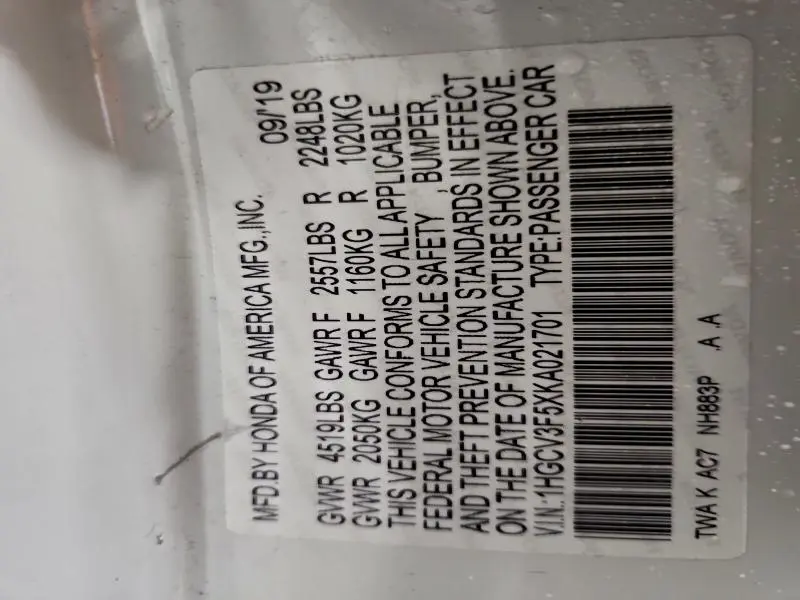 MFD.BY HONDA OF AMERICA MFG.,INC. 09/'19
GVWR 4519LBS GAWR F 2557LBS R 2248LBS
GVWR 2050KG GAWR F 1160KG R 1020KG
THIS VEHICLE CONFORMS TO ALL APPLICABLE
FEDERAL MOTOR VEHICLE SAFETY , BUMPER,
AND THEFT PREVENTION STANDARDS IN EFFECT
ON THE DATE OF MANUFACTURE SHOWN ABOVE.
V.I.N.:1HGCV3F5XKA021701 TYPE:PASSENGER CAR
TWA K AC7 NH883P .A .A